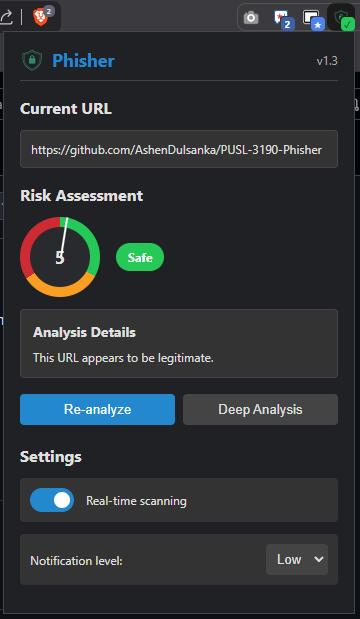 2
2
Phisher
v1.3
Current URL
https://github.com/AshenDulsanka/PUSL-3190-Phisher
Risk Assessment
5
Safe
Analysis Details
This URL appears to be legitimate.
Re-analyze
Deep Analysis
Settings
Real-time scanning
Notification level:
Low